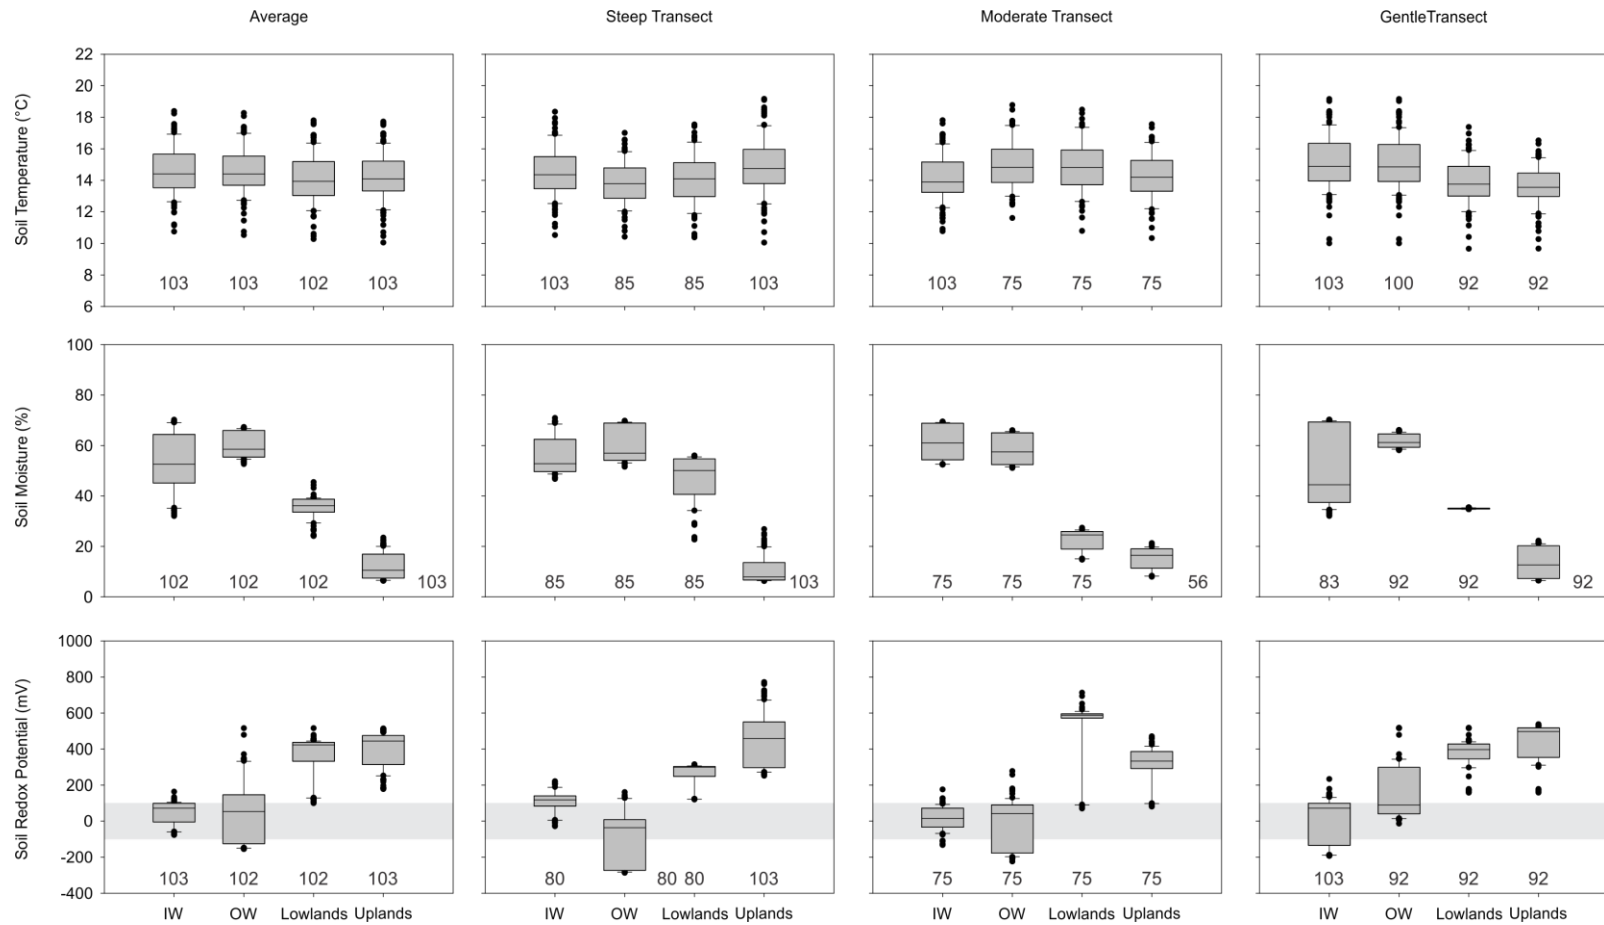 Average Steep Transect Moderate Transect GentleTransect
Soil Temperature (°C)
22
20
18
16
14
12
10
8
6
103 103 102 103 103 85 85 103 103 75 75 75 103 100 92 92
Soil Moisture (%)
100
80
60
40
20
0
102 102 102 103 85 85 85 103 75 75 75 56 83 92 92 92
Soil Redox Potential (mV)
1000
800
600
400
200
0
-200
-400
103 102 102 103 80 80 80 103 75 75 75 75 103 92 92 92
IW OW Lowlands Uplands IW OW Lowlands Uplands IW OW Lowlands Uplands IW OW Lowlands Uplands